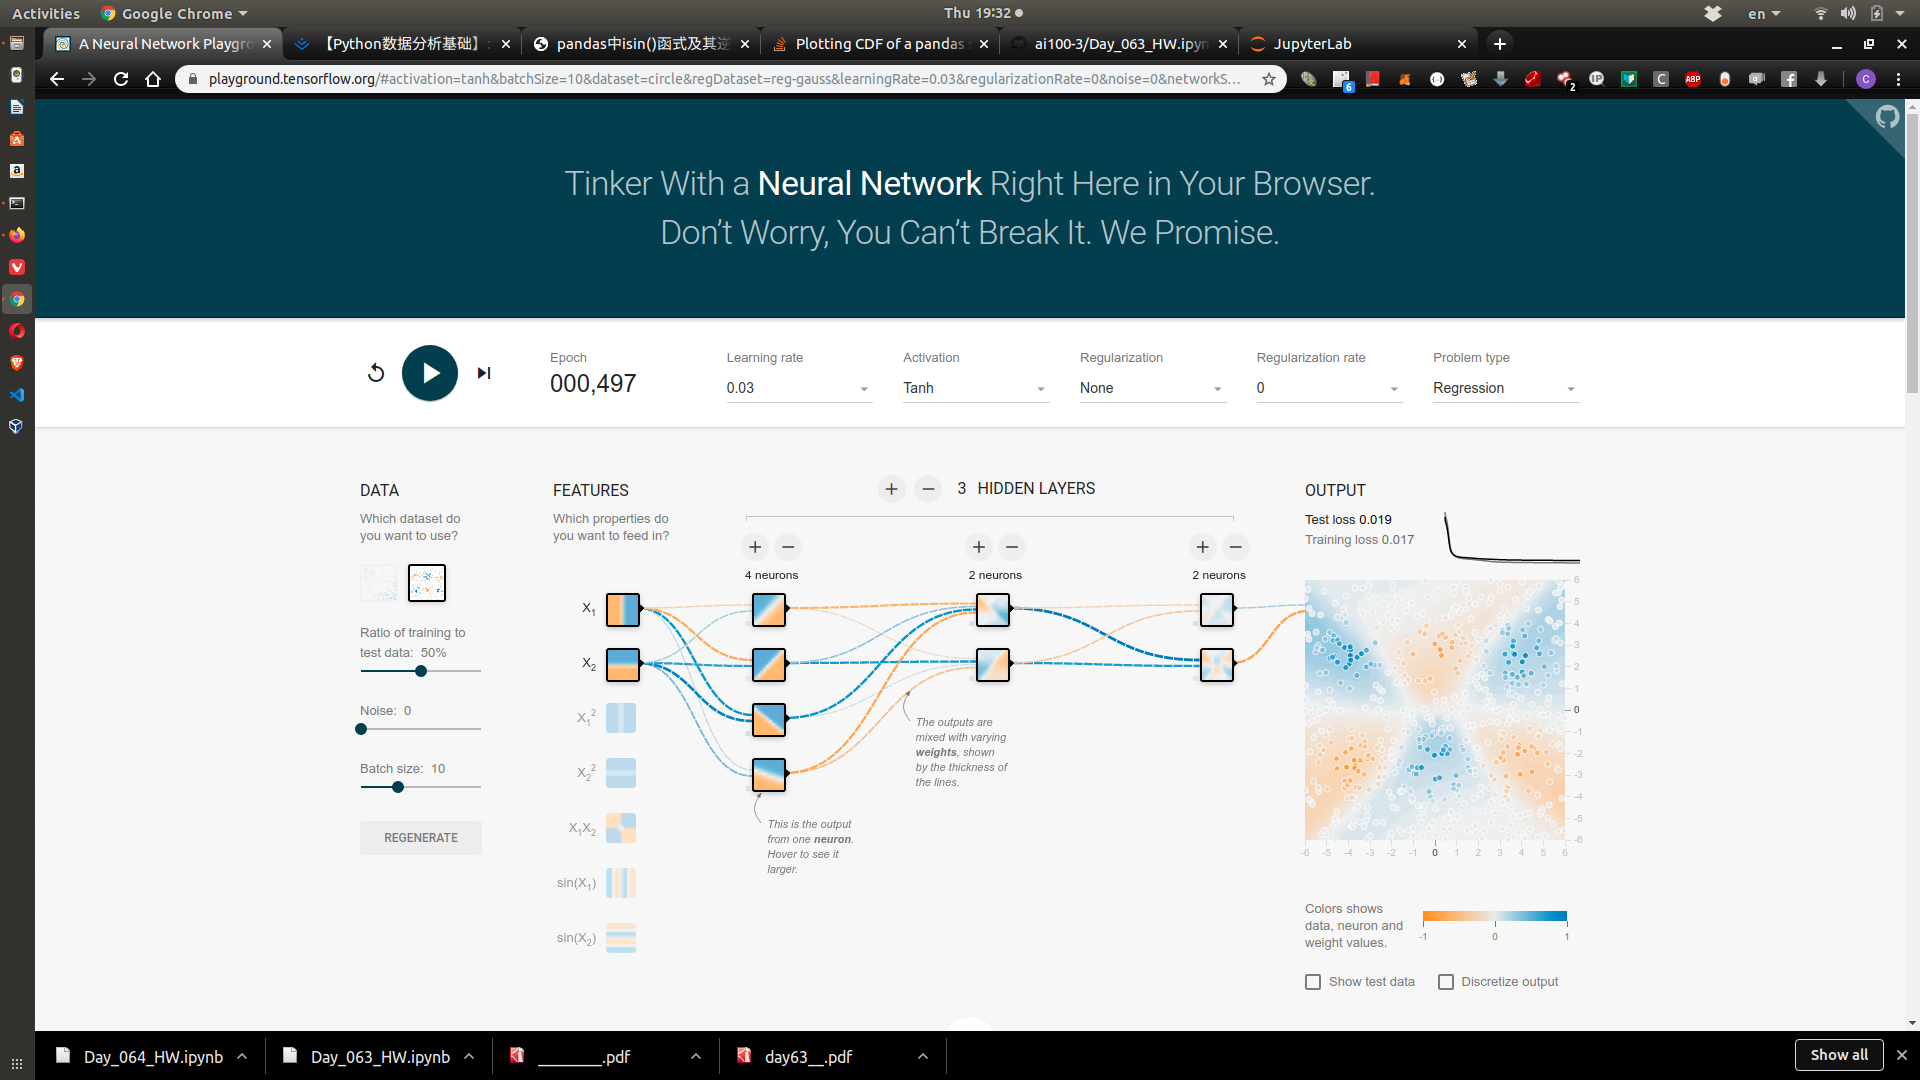 Activities
Google Chrome
Thu 19:32
en
A Neural Network Playgro
【Python数据分析基础】
pandas中isin()函式及其逆
Plotting CDF of a pandas
ai100-3/Day_063_HW.ipyn
JupyterLab
playground.tensorflow.org/#activation=tanh&batchSize=10&dataset=circle&regDataset=reg-gauss&learningRate=0.03&regularizationRate=0&noise=0&networkS...
6
ABP
2
C
Tinker With a Neural Network Right Here in Your Browser.
Don't Worry, You Can't Break It. We Promise.
Epoch
000,497
Learning rate
0.03
Activation
Tanh
Regularization
None
Regularization rate
0
Problem type
Regression
DATA
Which dataset do
you want to use?
Ratio of training to
test data: 50%
Noise: 0
Batch size: 10
REGENERATE
FEATURES
Which properties do
you want to feed in?
X1
X2
X1²
X2²
X1X2
sin(X1)
sin(X2)
+ − 3 HIDDEN LAYERS
+ −
4 neurons
+ −
2 neurons
+ −
2 neurons
The outputs are
mixed with varying
weights, shown
by the thickness of
the lines.
This is the output
from one neuron.
Hover to see it
larger.
OUTPUT
Test loss 0.019
Training loss 0.017
6
5
4
3
2
1
0
-1
-2
-3
-4
-5
-6
-6 -5 -4 -3 -2 -1 0 1 2 3 4 5 6
Colors shows
data, neuron and
weight values.
-1 0 1
Show test data
Discretize output
Day_064_HW.ipynb
Day_063_HW.ipynb
________.pdf
day63__.pdf
Show all